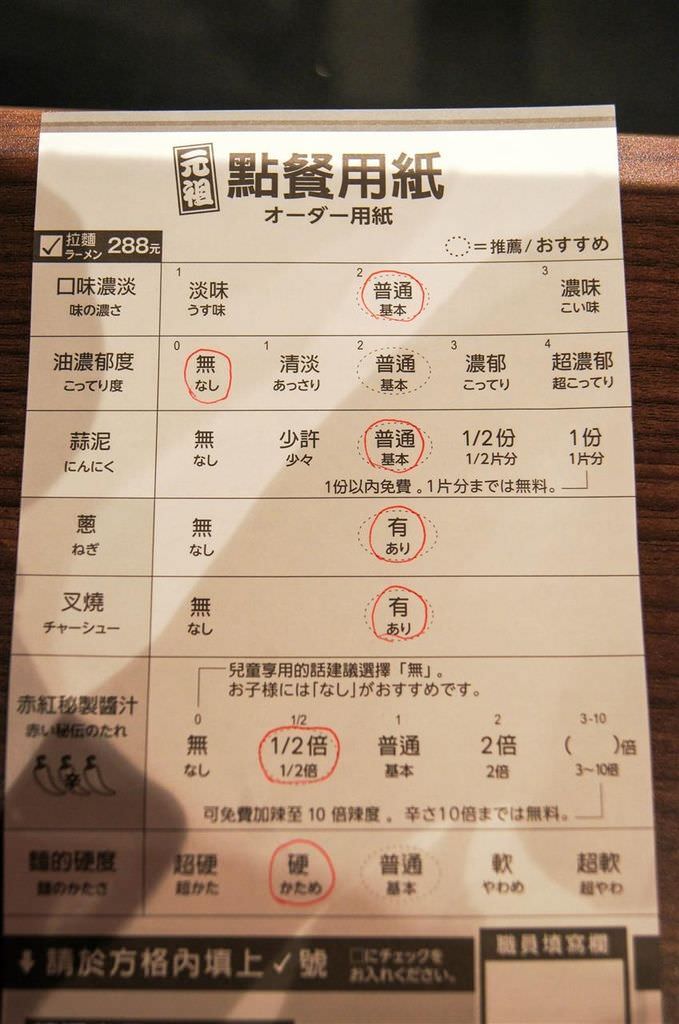 元祖 點餐用紙
オーダー用紙
拉麵 288元
ラーメン
=推薦/おすすめ
口味濃淡
味の濃さ
1 淡味
うす味
2 普通
基本
3 濃味
こい味
油濃郁度
こってり度
0 無
なし
1 清淡
あっさり
2 普通
基本
3 濃郁
こってり
4 超濃郁
超こってり
蒜泥
にんにく
無
なし
少許
少々
普通
基本
1/2份
1/2片分
1份
1片分
1份以內免費。1片分までは無料。
蔥
ねぎ
無
なし
有
あり
叉燒
チャーシュー
無
なし
有
あり
兒童享用的話建議選擇「無」。
お子様には「なし」がおすすめです。
赤紅秘製醬汁
赤い秘伝のたれ
辛
0
無
なし
1/2
1/2倍
1/2倍
1
普通
基本
2
2倍
2倍
3-10
( )倍
3〜10倍
可免費加辣至 10 倍辣度。辛さ10倍までは無料。
麵的硬度
麺のかたさ
超硬
超かた
硬
かため
普通
基本
軟
やわめ
超軟
超やわ
請於方格內填上✓號
□にチェックを
お入れください。
職員填寫欄